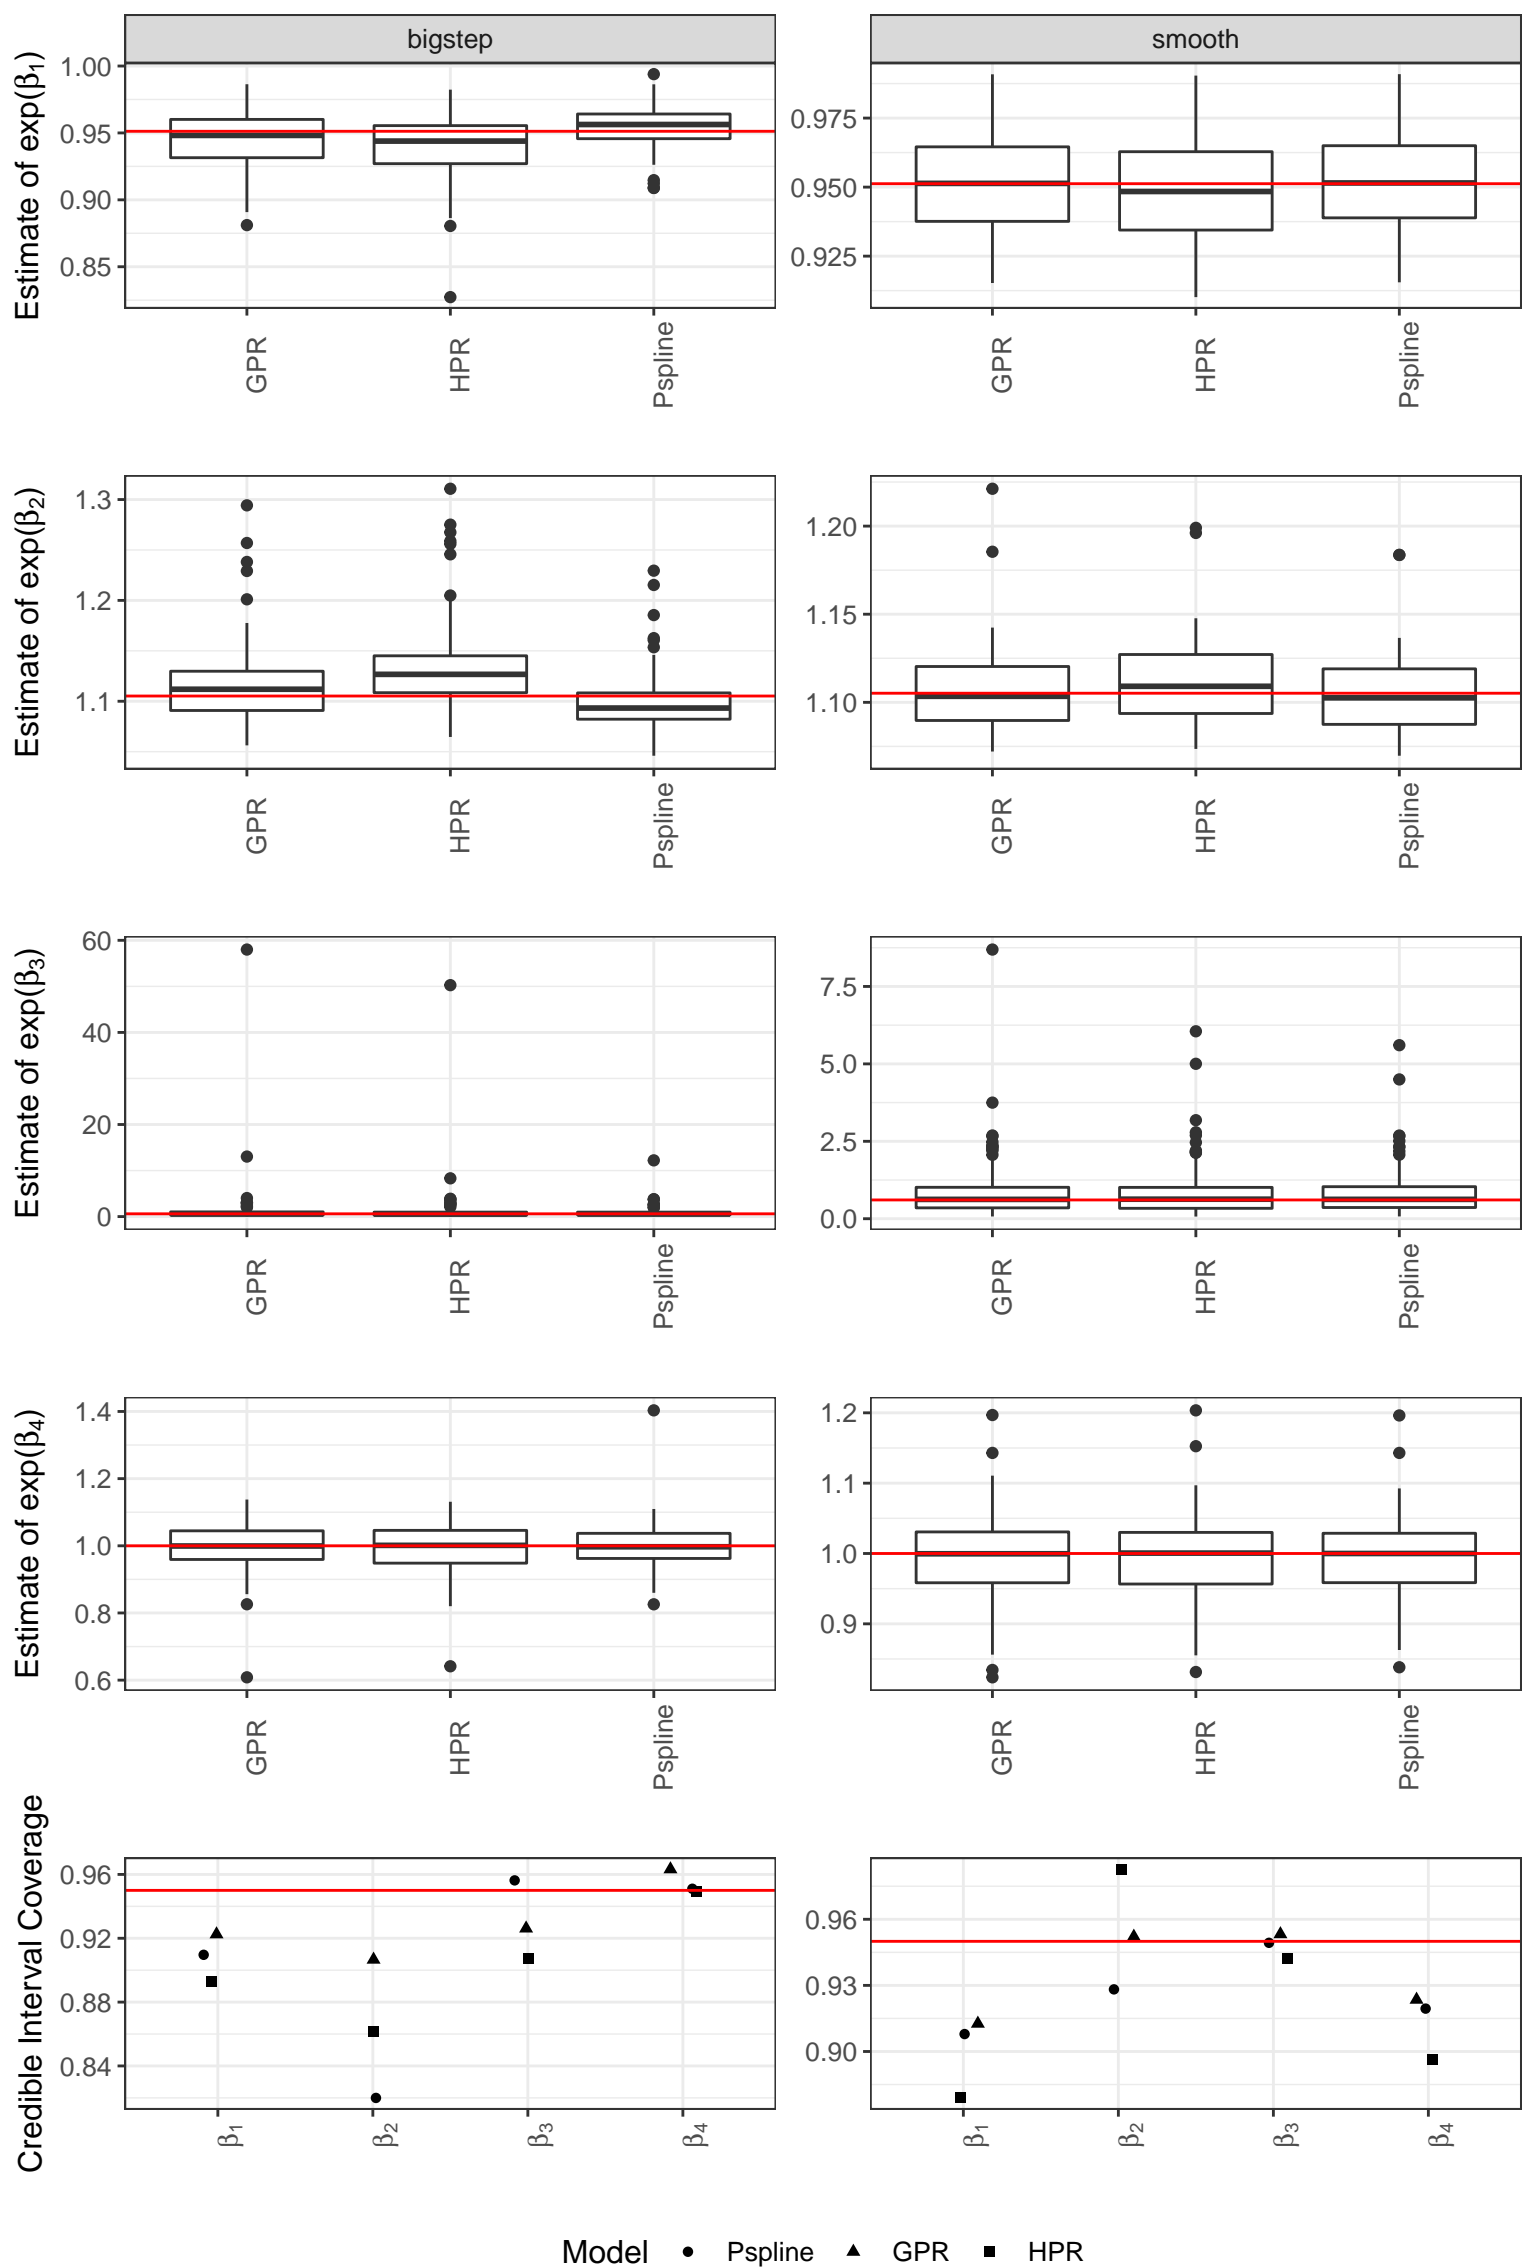 bigstep
smooth
Estimate of exp(β1)
1.00
0.95
0.90
0.85
0.975
0.950
0.925
GPR
HPR
Pspline
GPR
HPR
Pspline
Estimate of exp(β2)
1.3
1.2
1.1
1.20
1.15
1.10
GPR
HPR
Pspline
GPR
HPR
Pspline
Estimate of exp(β3)
60
40
20
0
7.5
5.0
2.5
0.0
GPR
HPR
Pspline
GPR
HPR
Pspline
Estimate of exp(β4)
1.4
1.2
1.0
0.8
0.6
1.2
1.1
1.0
0.9
GPR
HPR
Pspline
GPR
HPR
Pspline
Credible Interval Coverage
0.96
0.92
0.88
0.84
0.96
0.93
0.90
β1
β2
β3
β4
β1
β2
β3
β4
Model Pspline GPR HPR